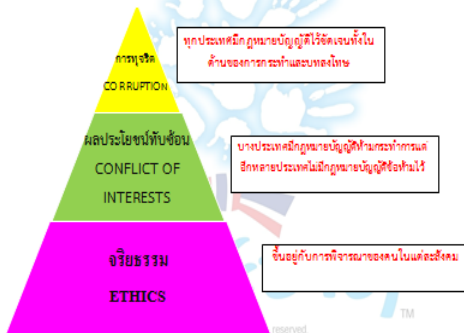 การทุจริต
CORRUPTION
ทุกประเทศมีกฎหมายบัญญัติไว้ชัดเจนทั้งใน
ด้านของการกระทำและบทลงโทษ
ผลประโยชน์ทับซ้อน
CONFLICT OF
INTERESTS
บางประเทศมีกฎหมายบัญญัติห้ามกระทำการแต่
อีกหลายประเทศไม่มีกฎหมายบัญญัติข้อห้ามไว้
จริยธรรม
ETHICS
ขึ้นอยู่กับการพิจารณาของคนในแต่ละสังคม
TM
reserved